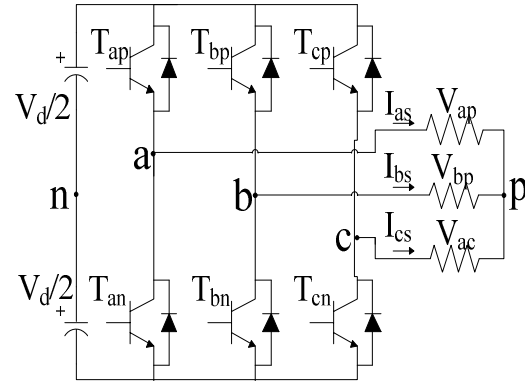 +
T_ap T_bp T_cp
V_d/2
I_as V_ap
a
I_bs V_bp
n b p
c I_cs V_ac
V_d/2
+
T_an T_bn T_cn